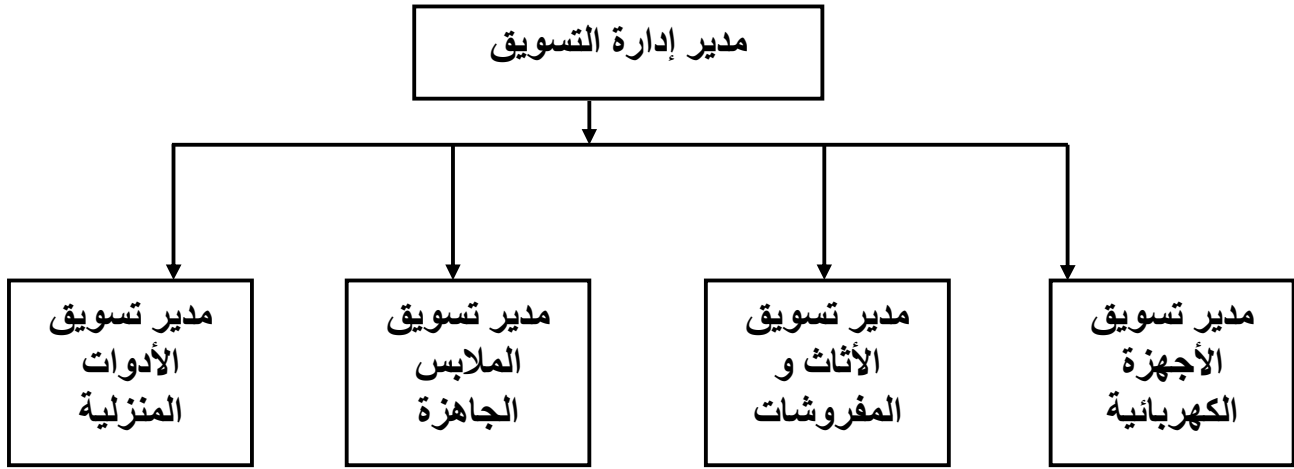 مدير إدارة التسويق
مدير تسويق
الأجهزة
الكهربائية
مدير تسويق
الأثاث و
المفروشات
مدير تسويق
الملابس
الجاهزة
مدير تسويق
الأدوات
المنزلية